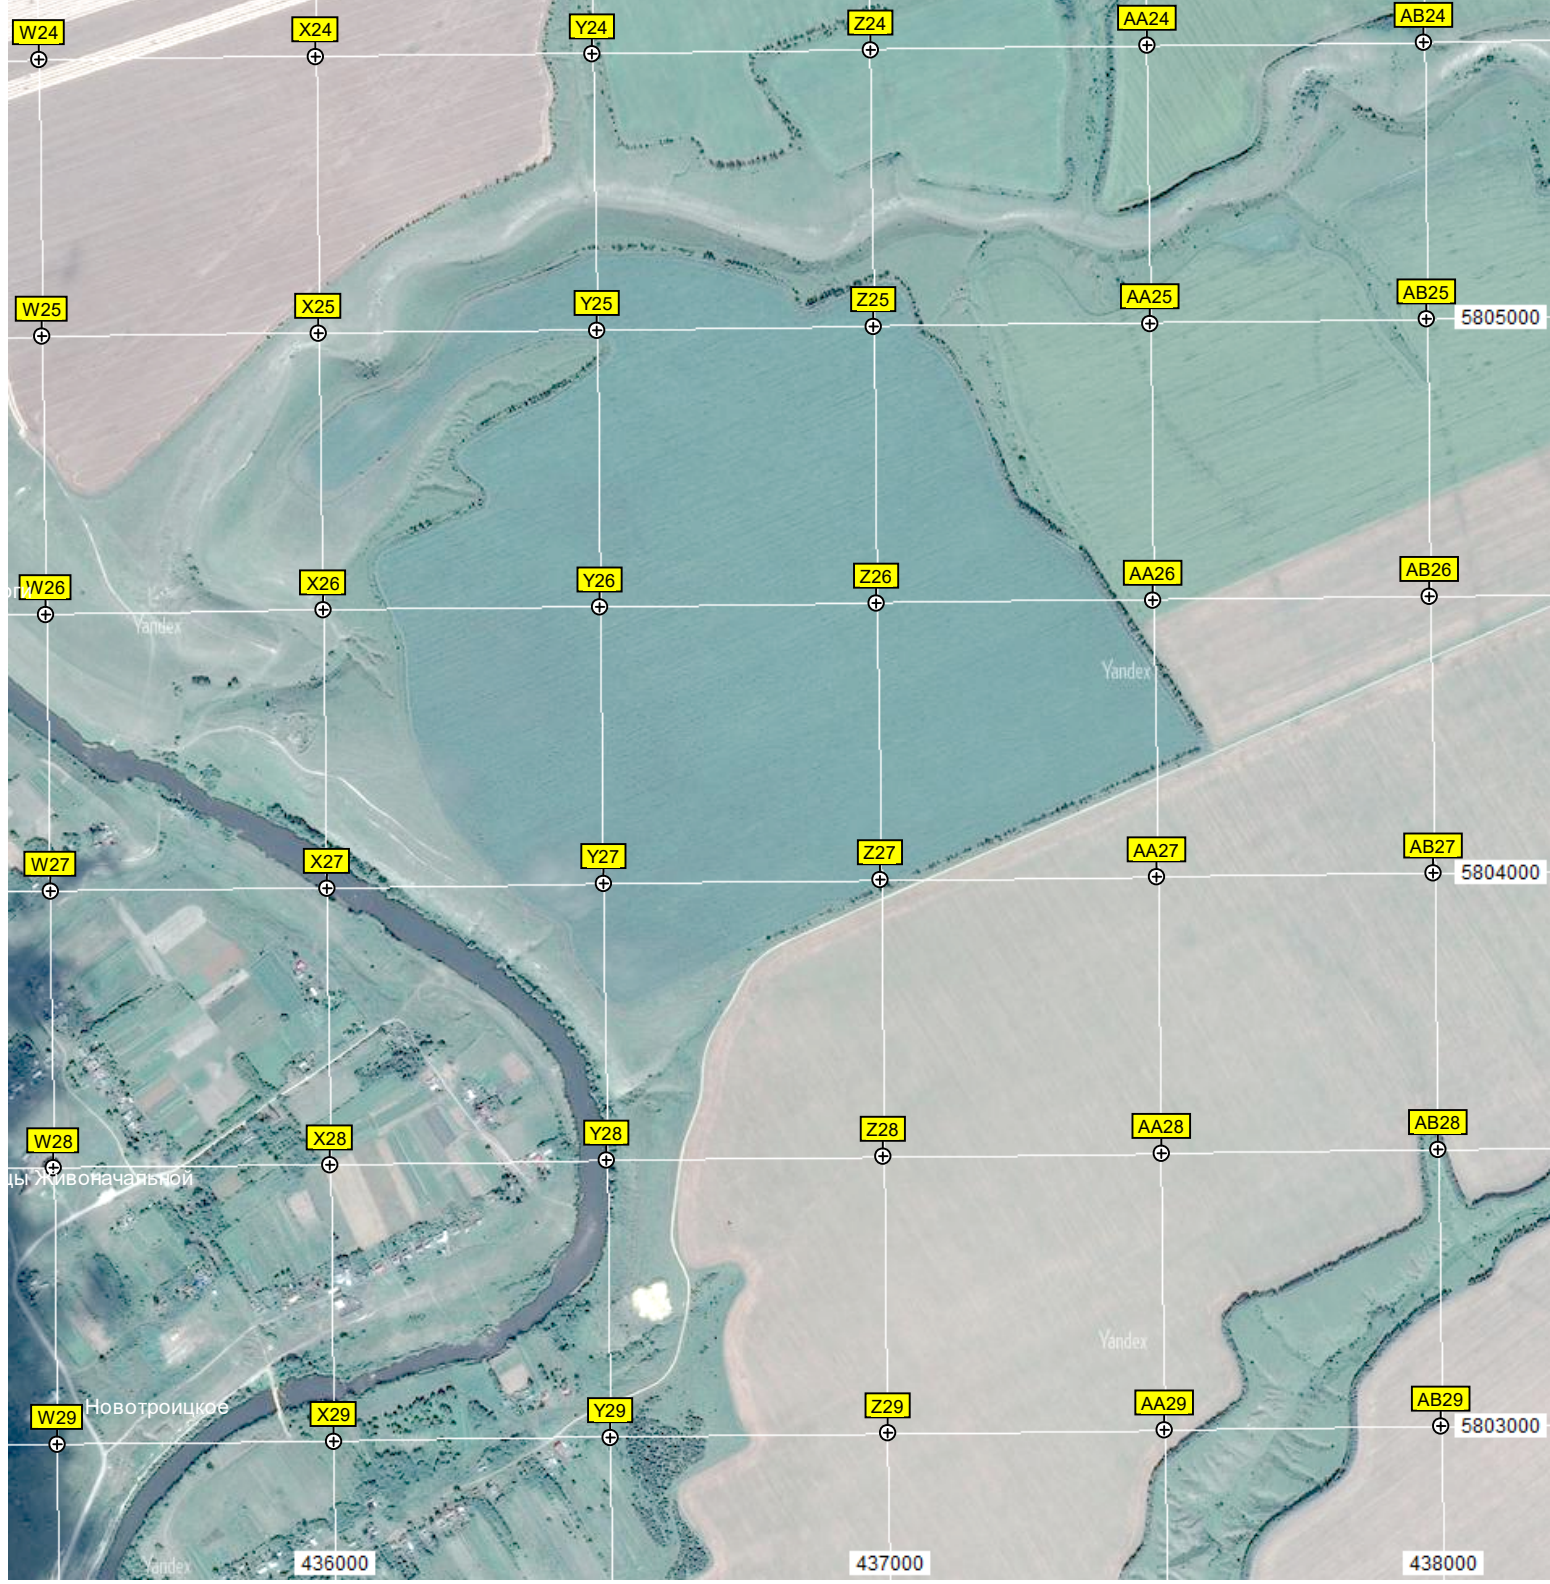 W24 X24 Y24 Z24 AA24 AB24
W25 X25 Y25 Z25 AA25 AB25
5805000
W26 X26 Y26 Z26 AA26 AB26
Yandex
Yandex
W27 X27 Y27 Z27 AA27 AB27
5804000
W28 X28 Y28 Z28 AA28 AB28
цы Живоначальной
Yandex
Новотроицкое
W29 X29 Y29 Z29 AA29 AB29
5803000
Yandex
436000 437000 438000